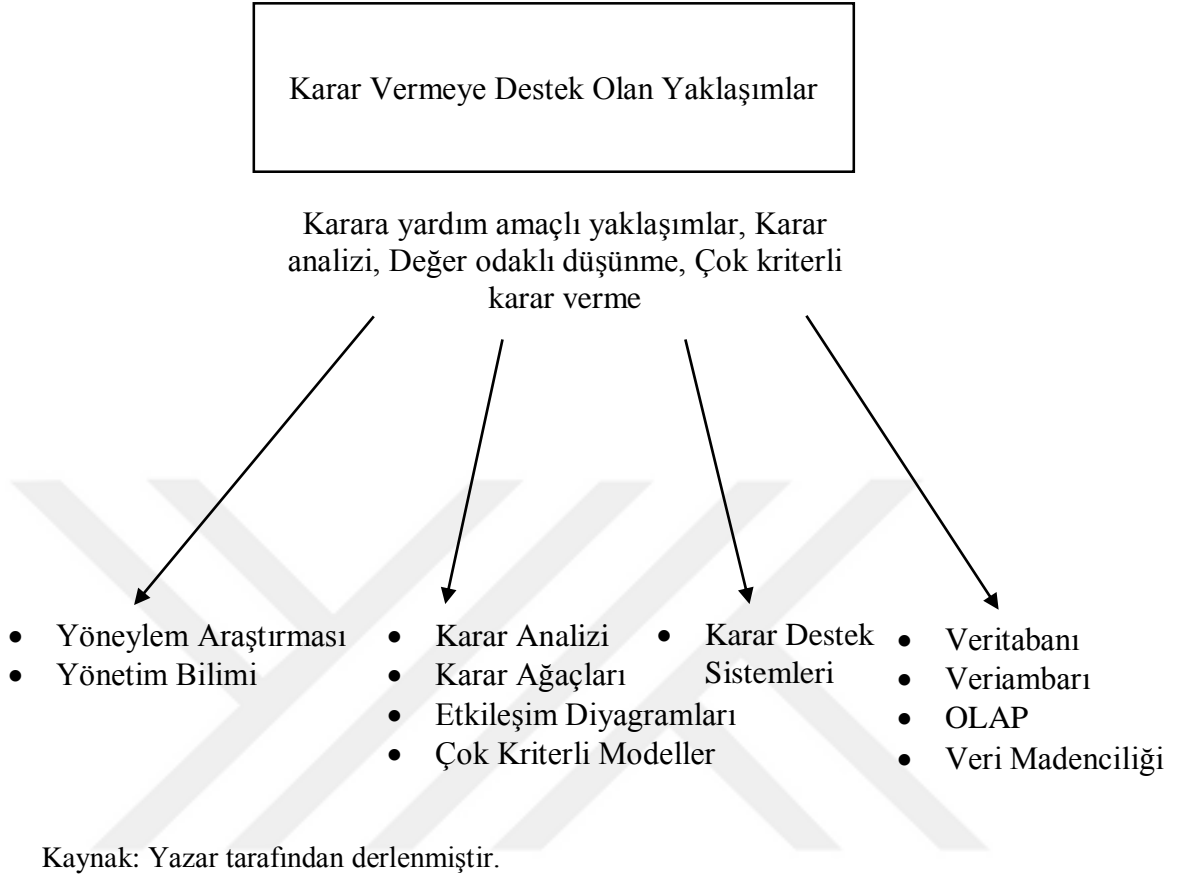 Karar Vermeye Destek Olan Yaklaşımlar
Karara yardım amaçlı yaklaşımlar, Karar
analizi, Değer odaklı düşünme, Çok kriterli
karar verme
• Yöneylem Araştırması
• Yönetim Bilimi
• Karar Analizi
• Karar Ağaçları
• Etkileşim Diyagramları
• Çok Kriterli Modeller
• Karar Destek
Sistemleri
• Veritabanı
• Veriambarı
• OLAP
• Veri Madenciliği
Kaynak: Yazar tarafından derlenmiştir.